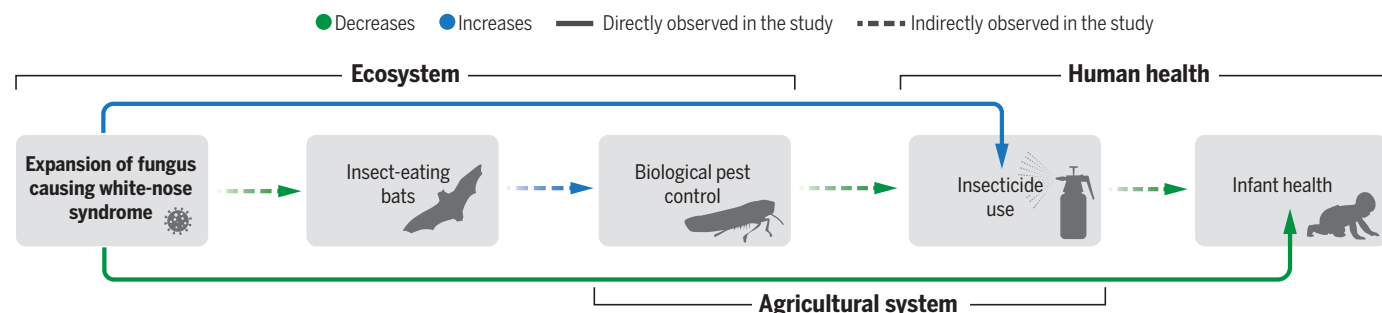 Decreases Increases Directly observed in the study Indirectly observed in the study
Ecosystem
Human health
Expansion of fungus
causing white-nose
syndrome
Insect-eating
bats
Biological pest
control
Insecticide
use
Infant health
Agricultural system